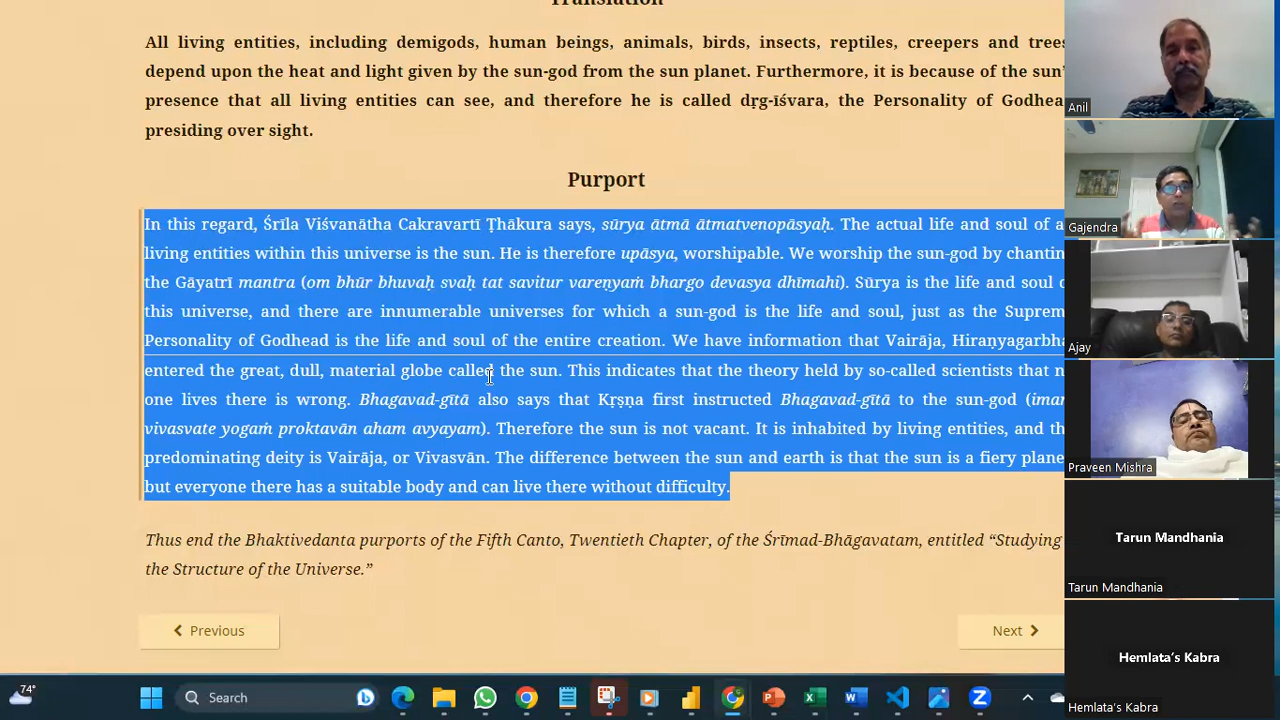 Translation
All living entities, including demigods, human beings, animals, birds, insects, reptiles, creepers and trees
depend upon the heat and light given by the sun-god from the sun planet. Furthermore, it is because of the sun'
presence that all living entities can see, and therefore he is called dṛg-īśvara, the Personality of Godhea
presiding over sight.
Purport
In this regard, Śrīla Viśvanātha Cakravartī Ṭhākura says, sūrya ātmā ātmatvenopāsyaḥ. The actual life and soul of a
living entities within this universe is the sun. He is therefore upāsya, worshipable. We worship the sun-god by chantin
the Gāyatrī mantra (om bhūr bhuvaḥ svaḥ tat savitur vareṇyaṁ bhargo devasya dhīmahi). Sūrya is the life and soul o
this universe, and there are innumerable universes for which a sun-god is the life and soul, just as the Suprem
Personality of Godhead is the life and soul of the entire creation. We have information that Vairāja, Hiraṇyagarbha
entered the great, dull, material globe called the sun. This indicates that the theory held by so-called scientists that n
one lives there is wrong. Bhagavad-gītā also says that Kṛṣṇa first instructed Bhagavad-gītā to the sun-god (imam
vivasvate yogaṁ proktavān aham avyayam). Therefore the sun is not vacant. It is inhabited by living entities, and th
predominating deity is Vairāja, or Vivasvān. The difference between the sun and earth is that the sun is a fiery plane
but everyone there has a suitable body and can live there without difficulty.
Thus end the Bhaktivedanta purports of the Fifth Canto, Twentieth Chapter, of the Śrīmad-Bhāgavatam, entitled “Studying
the Structure of the Universe.”
Previous
Next
74°
Search
Anil
Gajendra
Ajay
Praveen Mishra
Tarun Mandhania
Tarun Mandhania
Hemlata's Kabra
Hemlata's Kabra